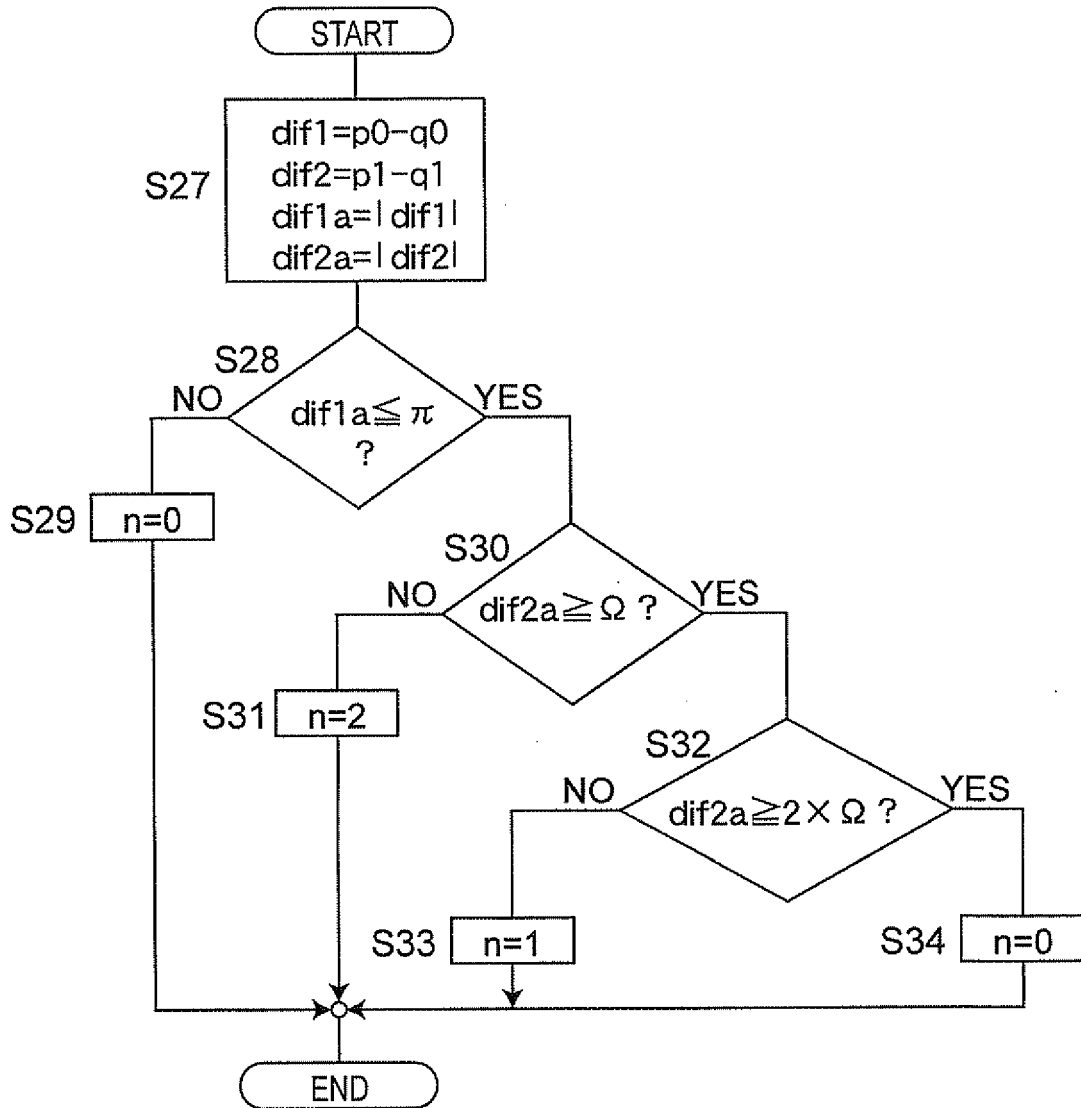 START
S27
dif1=p0-q0
dif2=p1-q1
dif1a=|dif1|
dif2a=|dif2|
S28
NO
YES
dif1a≦π
?
S29
n=0
S30
NO
YES
dif2a≧Ω ?
S31
n=2
S32
NO
YES
dif2a≧2×Ω ?
S33
n=1
S34
n=0
END